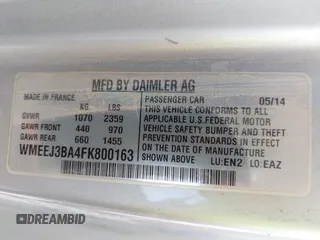 MFD BY DAIMLER AG
MADE IN FRANCE
KG LBS
GVWR 1070 2359
GAWR FRONT 440 970
GAWR REAR 660 1455
WMEEJ3BA4FK800163
PASSENGER CAR 05/14
THIS VEHICLE CONFORMS TO ALL
APPLICABLE U.S.FEDERAL MOTOR
VEHICLE SAFETY BUMPER AND THEFT
PREVENTION STANDARDS IN EFFECT
ON THE DATE OF MANUFACTURE
SHOWN ABOVE
LU:EN2 LO:EAZ
DREAMBID